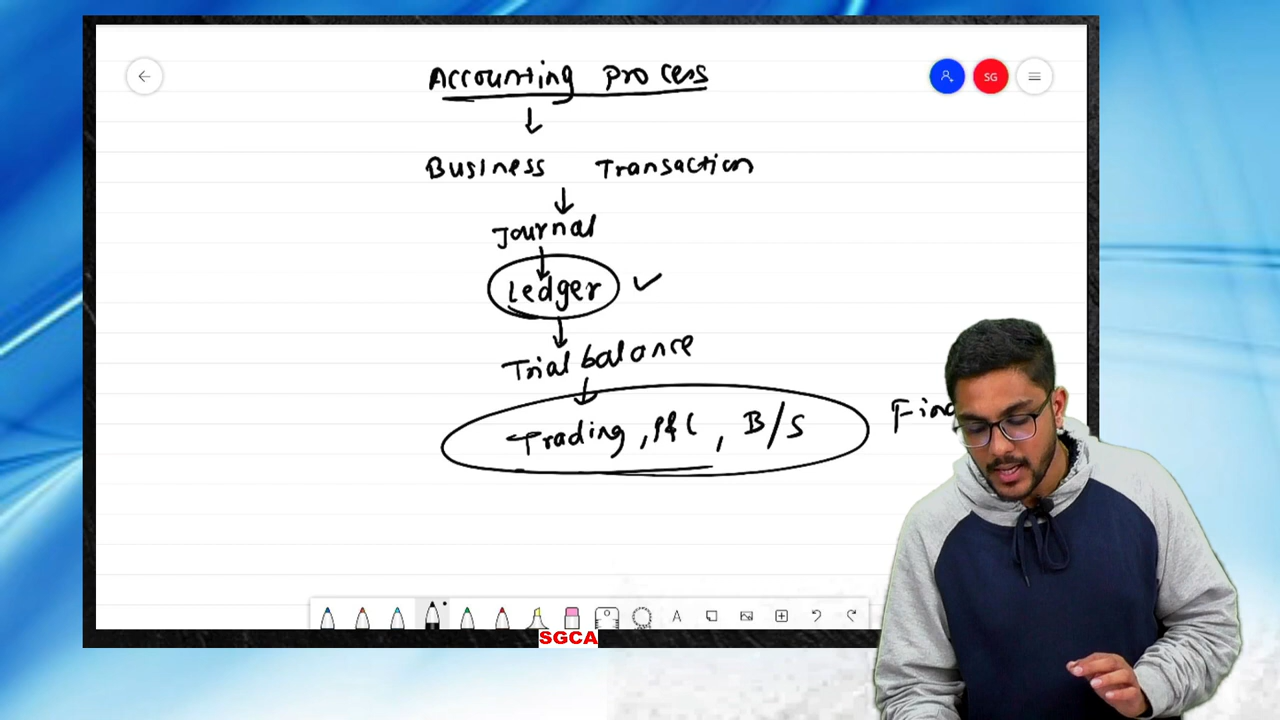 Accounting process
SG
Business Transaction
Journal
Ledger
Trial balance
Trading, P&L, B/S
A
SGCA